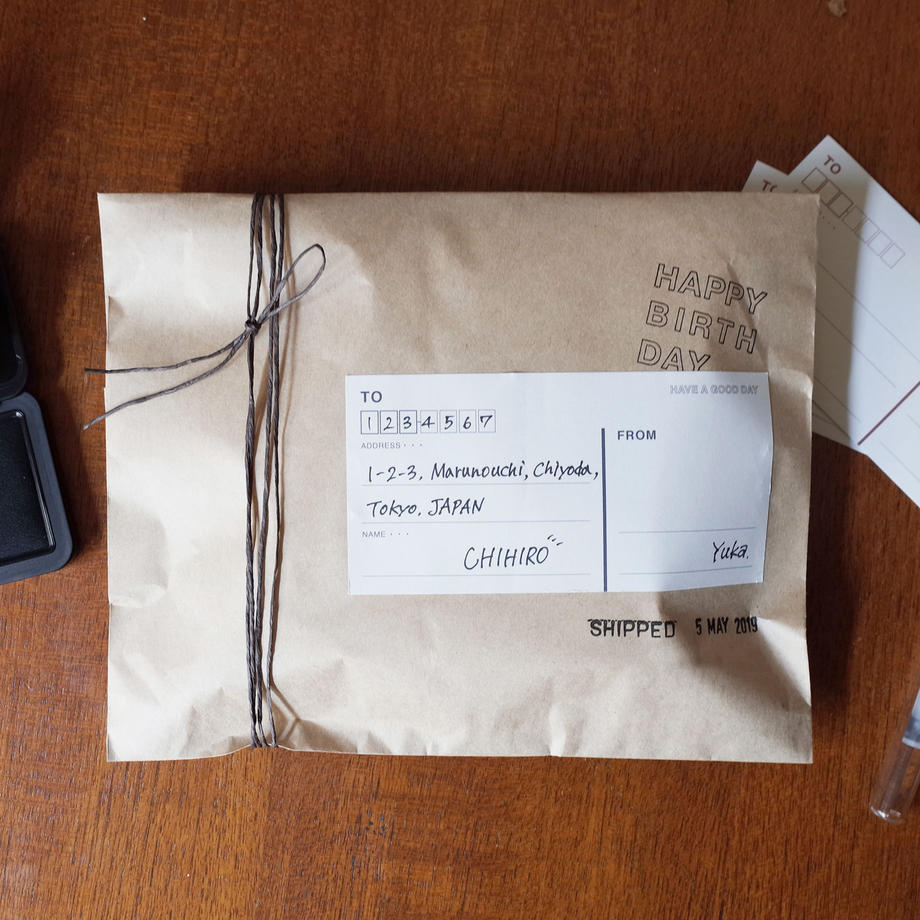 HAPPY
BIRTH
DAY
TO
HAVE A GOOD DAY
1234567
ADDRESS・・・
1-2-3, Marunouchi, Chiyoda,
Tokyo, JAPAN
NAME・・・
CHIHIRO
FROM
Yuka.
SHIPPED 5 MAY 2019
TO
TO